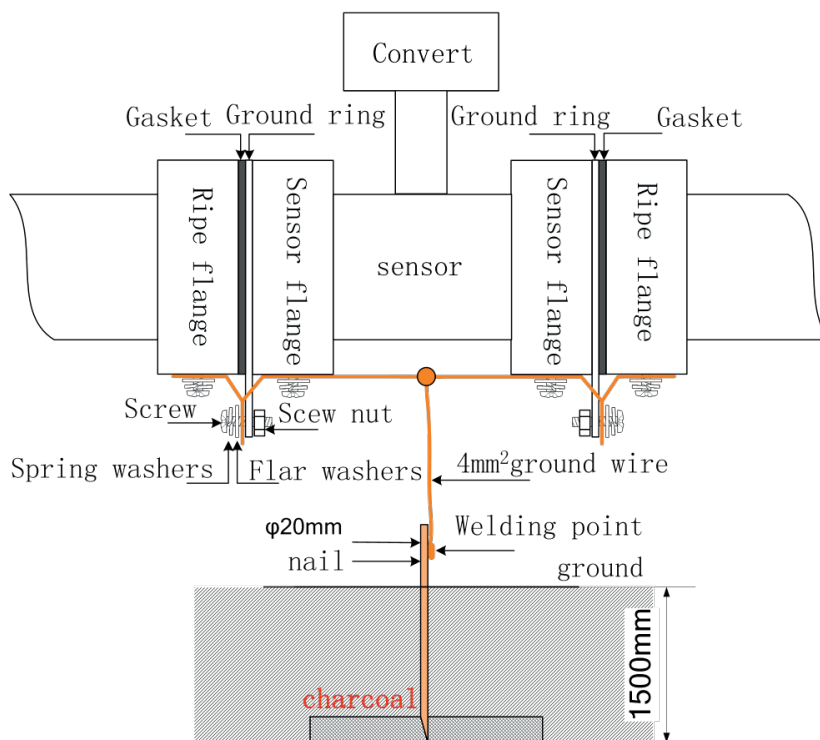 Convert
Gasket Ground ring
Ground ring Gasket
Ripe flange
Sensor flange
sensor
Sensor flange
Ripe flange
Screw
Scew nut
Spring washers
Flar washers
4mm²ground wire
φ20mm
nail
Welding point
ground
1500mm
charcoal